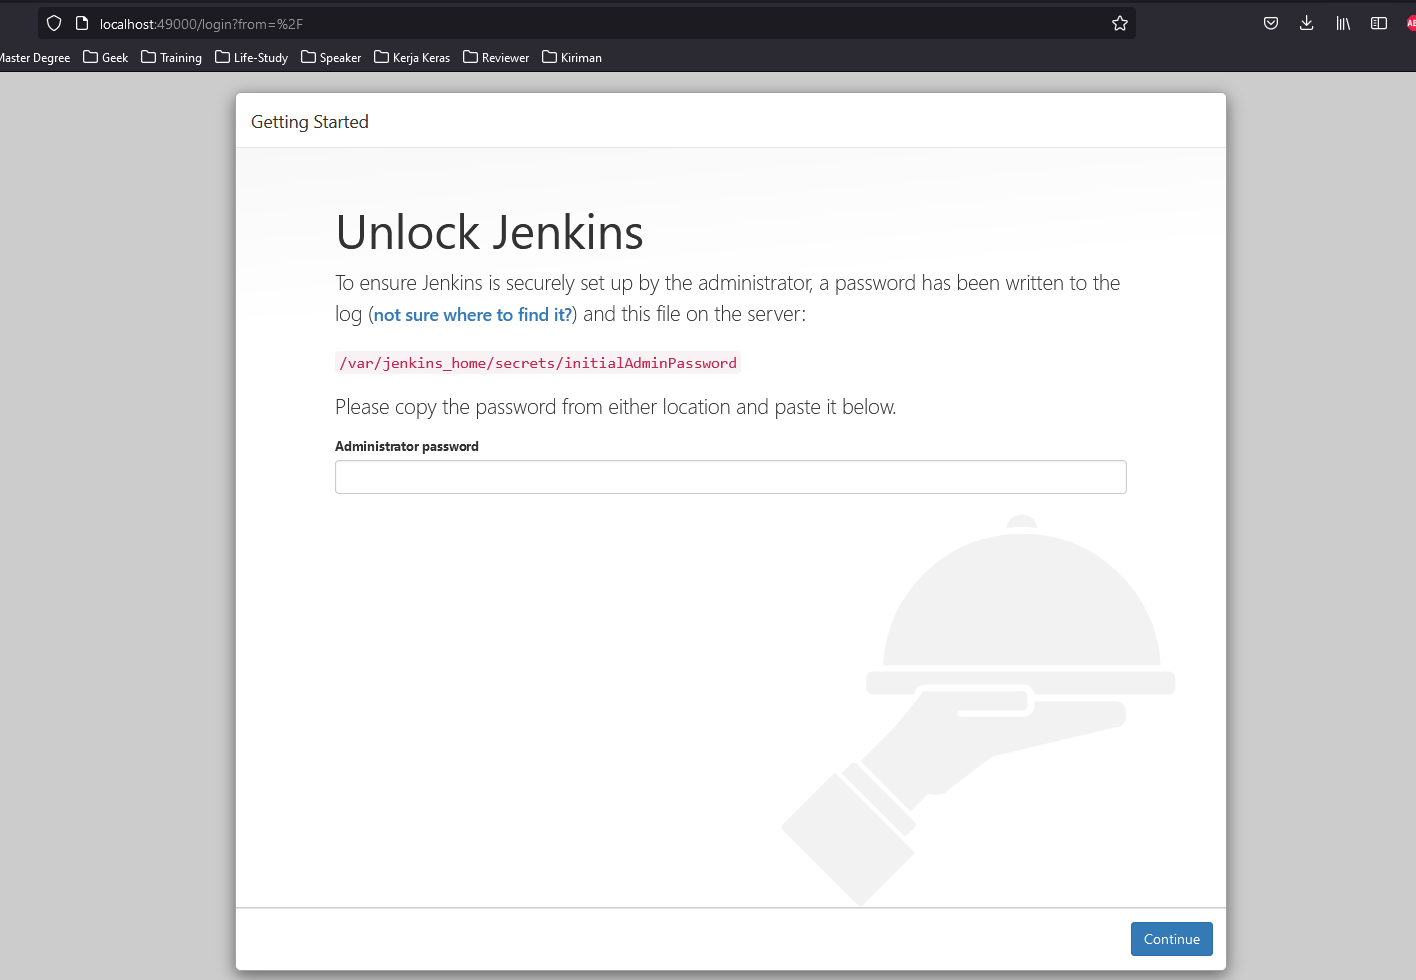 localhost:49000/login?from=%2F
Master Degree Geek Training Life-Study Speaker Kerja Keras Reviewer Kiriman
Getting Started
Unlock Jenkins
To ensure Jenkins is securely set up by the administrator, a password has been written to the
log (not sure where to find it?) and this file on the server:
/var/jenkins_home/secrets/initialAdminPassword
Please copy the password from either location and paste it below.
Administrator password
Continue